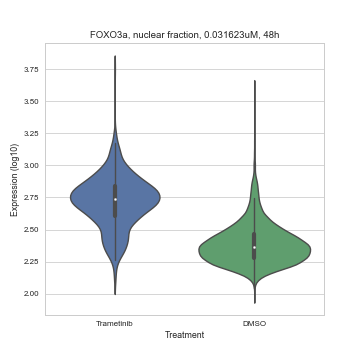 FOXO3a, nuclear fraction, 0.031623uM, 48h
3.75
3.50
3.25
3.00
2.75
2.50
2.25
2.00
Expression (log10)
Trametinib DMSO
Treatment